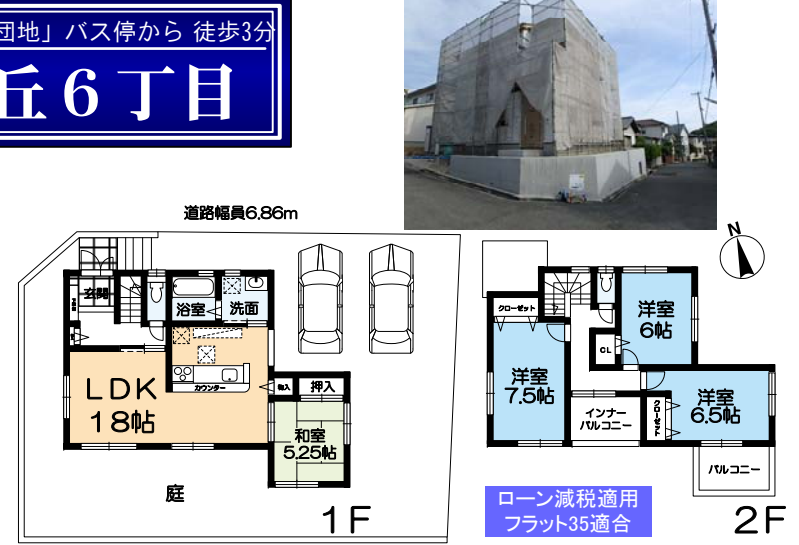 団地」バス停から 徒歩3分
丘6丁目
道路幅員6.86m
N
玄関
浴室
洗面
LDK
18帖
カウンター
物入
押入
和室
5.25帖
庭
1F
クローゼット
洋室
6帖
CL
洋室
7.5帖
インナー
バルコニー
クローゼット
洋室
6.5帖
バルコニー
ローン減税適用
フラット35適合
2F